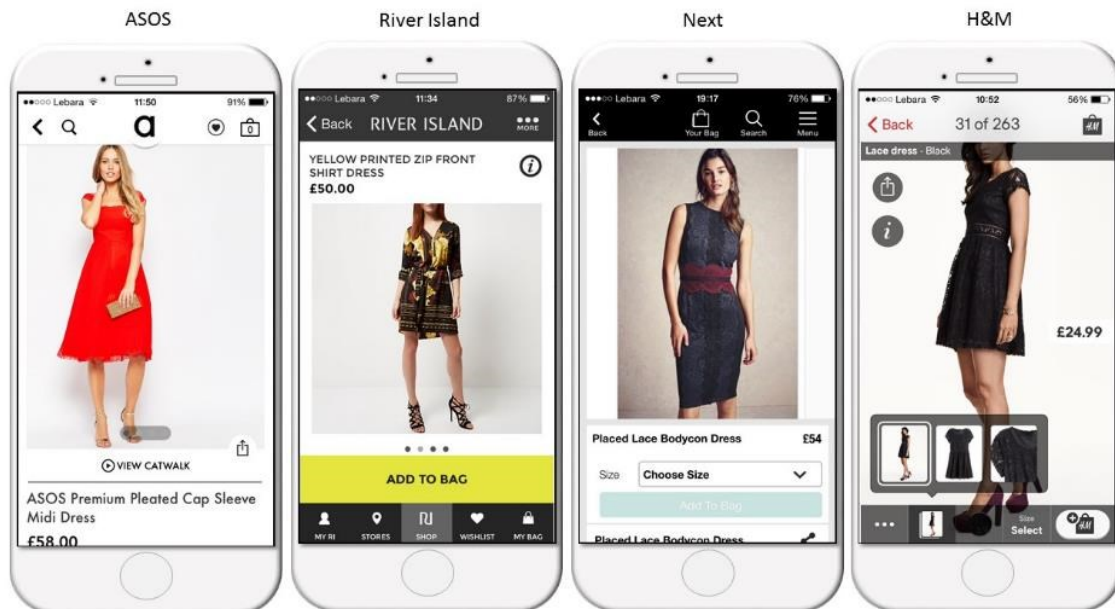 ASOS
River Island
Next
H&M
Lebara 11:50 91%
0
VIEW CATWALK
ASOS Premium Pleated Cap Sleeve
Midi Dress
£58.00
Lebara 11:34 87%
Back RIVER ISLAND MORE
YELLOW PRINTED ZIP FRONT
SHIRT DRESS
£50.00
ADD TO BAG
MY RI STORES SHOP WISHLIST MY BAG
Lebara 19:17 76%
Back Your Bag Search Menu
Placed Lace Bodycon Dress £54
Size Choose Size
Add To Bag
Placed Lace Bodycon Dress
Lebara 10:52 56%
Back 31 of 263 H&M
Lace dress - Black
£24.99
Size
Select H&M